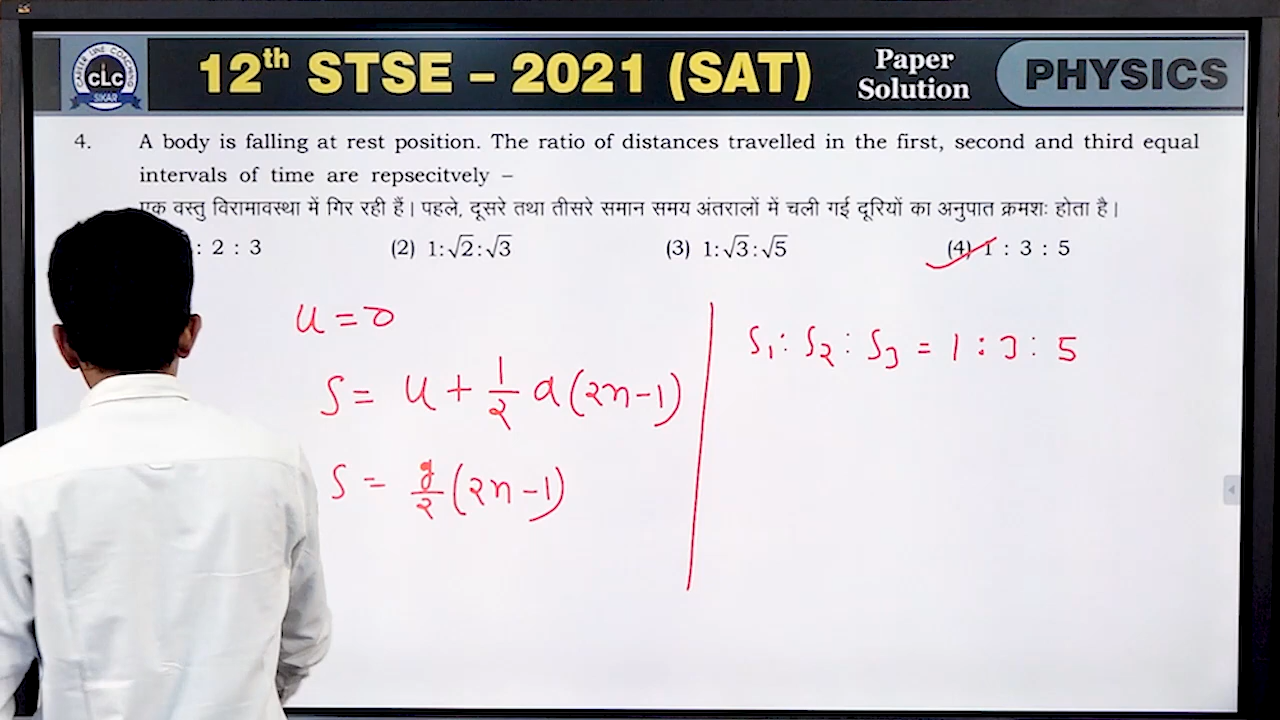 CAREER LINE COACHING
CLC
SIKAR
12th STSE – 2021 (SAT)
Paper
Solution
PHYSICS
4. A body is falling at rest position. The ratio of distances travelled in the first, second and third equal
intervals of time are repsecitvely –
एक वस्तु विरामावस्था में गिर रही हैं। पहले, दूसरे तथा तीसरे समान समय अंतरालों में चली गई दूरियों का अनुपात क्रमशः होता है।
: 2 : 3 (2) 1:√2:√3 (3) 1:√3:√5 (4) 1 : 3 : 5
u = 0
S = u + 1/2 a (2n-1)
S = g/2 (2n-1)
S₁ : S₂ : S₃ = 1 : 3 : 5